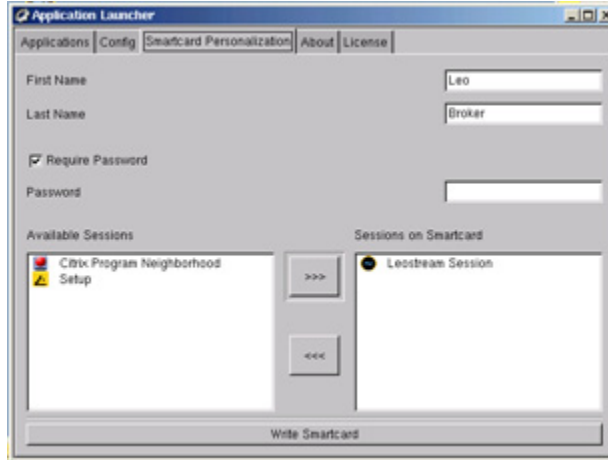 Application Launcher
Applications Config Smartcard Personalization About License
First Name Leo
Last Name Broker
Require Password
Password
Available Sessions Sessions on Smartcard
Citrix Program Neighborhood >>> Leostream Session
Setup
<<<
Write Smartcard